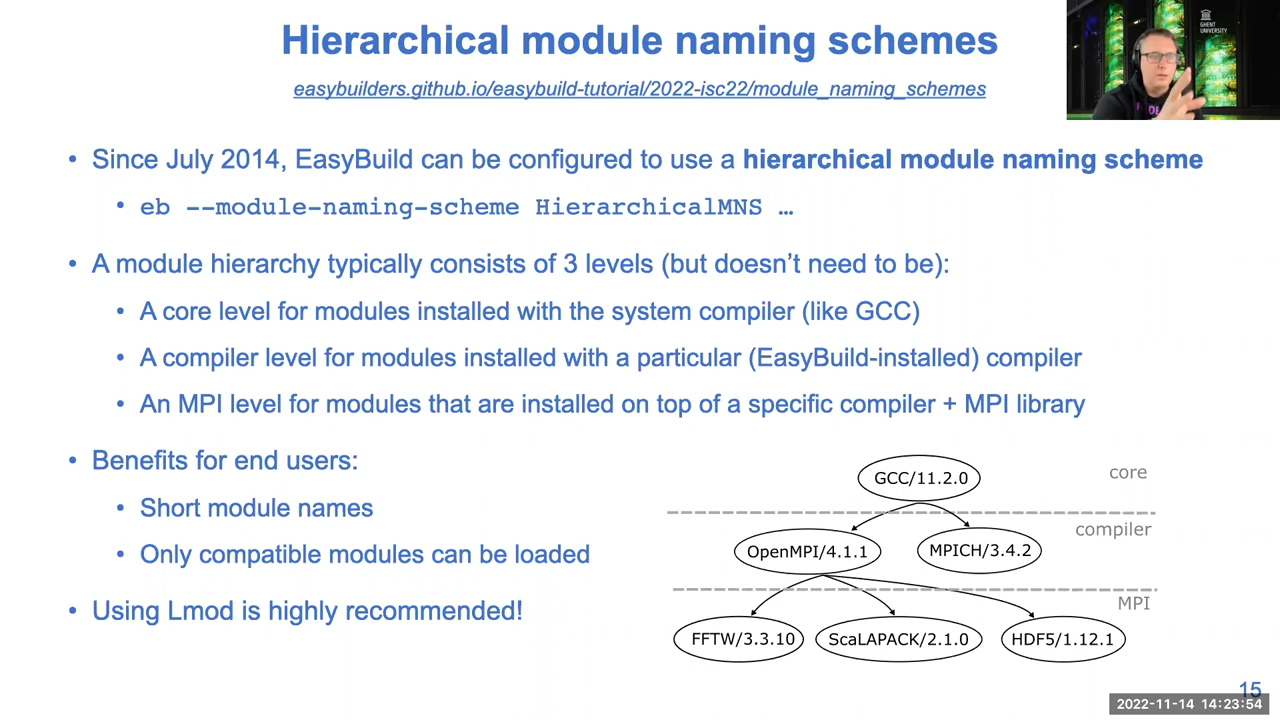 Hierarchical module naming schemes
easybuilders.github.io/easybuild-tutorial/2022-isc22/module_naming_schemes
GHENT
UNIVERSITY
• Since July 2014, EasyBuild can be configured to use a hierarchical module naming scheme
• eb --module-naming-scheme HierarchicalMNS …
• A module hierarchy typically consists of 3 levels (but doesn't need to be):
• A core level for modules installed with the system compiler (like GCC)
• A compiler level for modules installed with a particular (EasyBuild-installed) compiler
• An MPI level for modules that are installed on top of a specific compiler + MPI library
• Benefits for end users:
• Short module names
• Only compatible modules can be loaded
• Using Lmod is highly recommended!
GCC/11.2.0
core
compiler
OpenMPI/4.1.1
MPICH/3.4.2
MPI
FFTW/3.3.10
ScaLAPACK/2.1.0
HDF5/1.12.1
15
2022-11-14 14:23:54